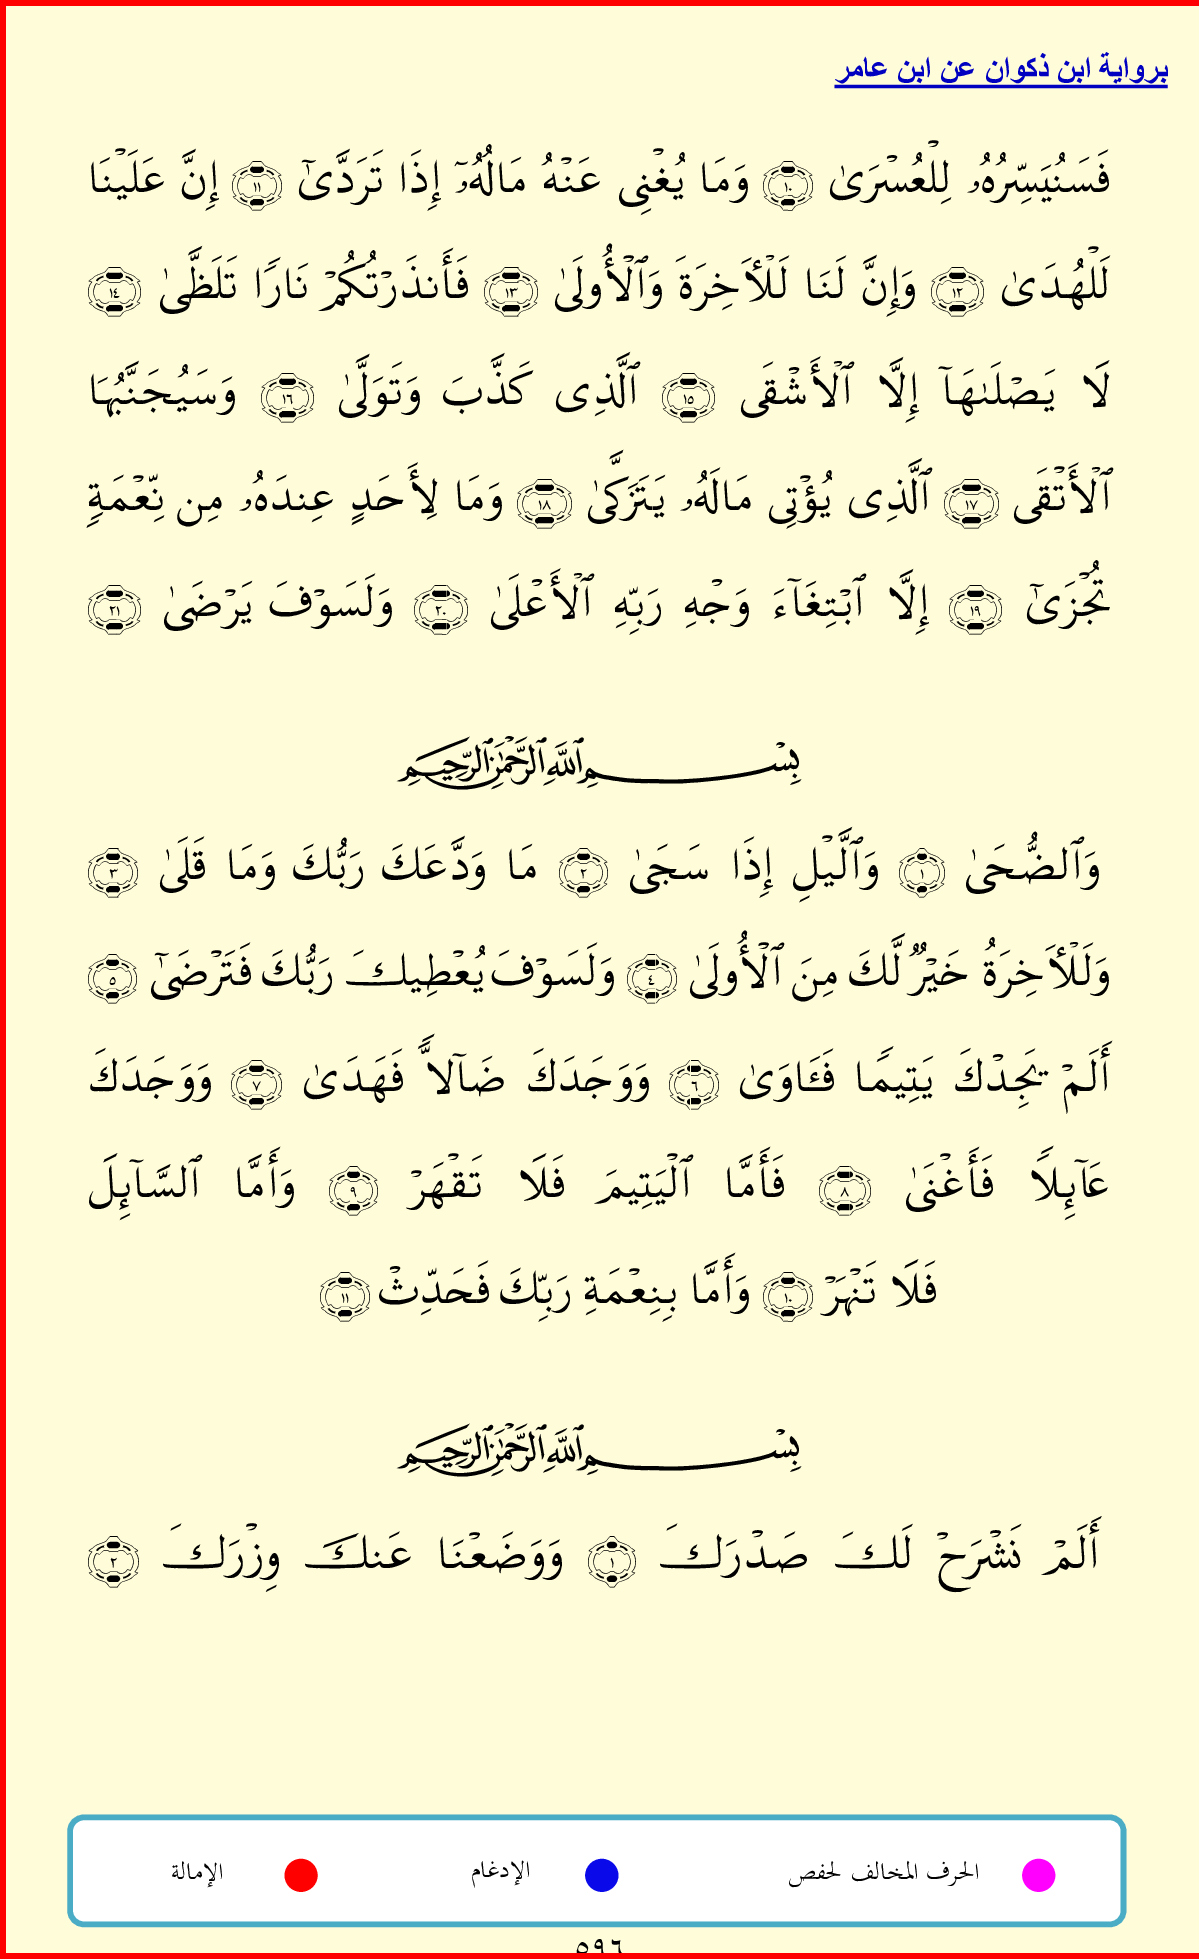 برواية ابن ذكوان عن ابن عامر
فَسَنُيَسِّرُهُۥ لِلْعُسْرَىٰ ١٠ وَمَا يُغْنِى عَنْهُ مَالُهُۥٓ إِذَا تَرَدَّىٰٓ ١١ إِنَّ عَلَيْنَا
لَلْهُدَىٰ ١٢ وَإِنَّ لَنَا لَلْأَخِرَةَ وَٱلْأُولَىٰ ١٣ فَأَنذَرْتُكُمْ نَارًا تَلَظَّىٰ ١٤
لَا يَصْلَىٰهَآ إِلَّا ٱلْأَشْقَى ١٥ ٱلَّذِى كَذَّبَ وَتَوَلَّىٰ ١٦ وَسَيُجَنَّبُهَا
ٱلْأَتْقَى ١٧ ٱلَّذِى يُؤْتِى مَالَهُۥ يَتَزَكَّىٰ ١٨ وَمَا لِأَحَدٍ عِندَهُۥ مِن نِّعْمَةٍ
تُجْزَىٰٓ ١٩ إِلَّا ٱبْتِغَآءَ وَجْهِ رَبِّهِ ٱلْأَعْلَىٰ ٢٠ وَلَسَوْفَ يَرْضَىٰ ٢١
بِسْمِ ٱللَّهِ ٱلرَّحْمَٰنِ ٱلرَّحِيمِ
وَٱلضُّحَىٰ ١ وَٱلَّيْلِ إِذَا سَجَىٰ ٢ مَا وَدَّعَكَ رَبُّكَ وَمَا قَلَىٰ ٣
وَلَلْأَخِرَةُ خَيْرٌ لَّكَ مِنَ ٱلْأُولَىٰ ٤ وَلَسَوْفَ يُعْطِيكَ رَبُّكَ فَتَرْضَىٰٓ ٥
أَلَمْ يَجِدْكَ يَتِيمًا فَـَٔاوَىٰ ٦ وَوَجَدَكَ ضَآلًّا فَهَدَىٰ ٧ وَوَجَدَكَ
عَآئِلًا فَأَغْنَىٰ ٨ فَأَمَّا ٱلْيَتِيمَ فَلَا تَقْهَرْ ٩ وَأَمَّا ٱلسَّآئِلَ
فَلَا تَنْهَرْ ١٠ وَأَمَّا بِنِعْمَةِ رَبِّكَ فَحَدِّثْ ١١
بِسْمِ ٱللَّهِ ٱلرَّحْمَٰنِ ٱلرَّحِيمِ
أَلَمْ نَشْرَحْ لَكَ صَدْرَكَ ١ وَوَضَعْنَا عَنكَ وِزْرَكَ ٢
الحرف المخالف لحفص الإدغام الإمالة
٥٩٦